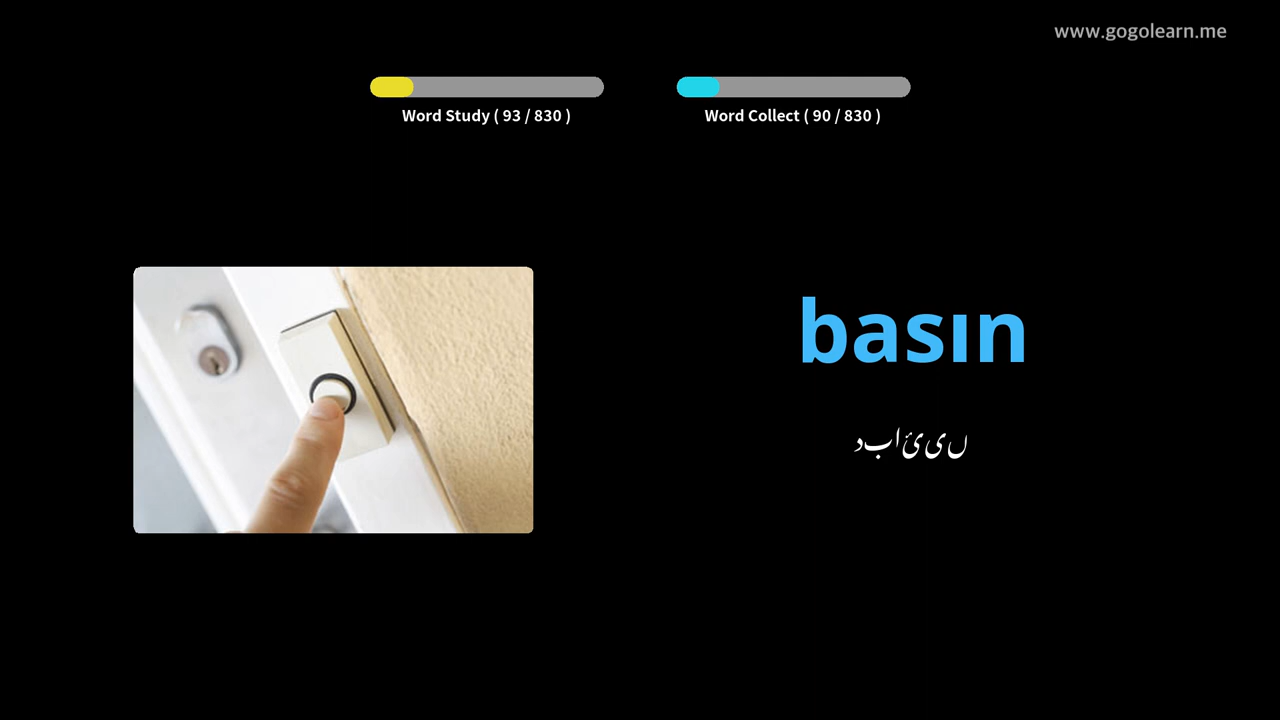 www.gogolearn.me
Word Study ( 93 / 830 )
Word Collect ( 90 / 830 )
basın
دبائیں